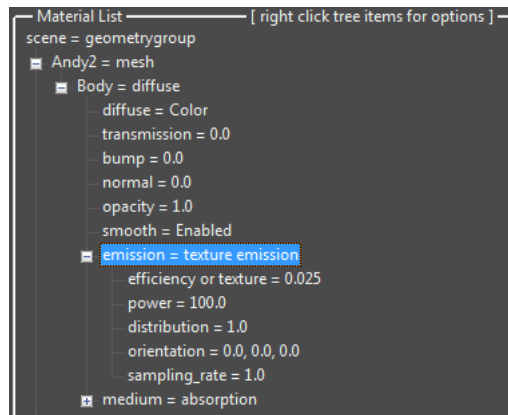 Material List [ right click tree items for options ]
scene = geometrygroup
Andy2 = mesh
Body = diffuse
diffuse = Color
transmission = 0.0
bump = 0.0
normal = 0.0
opacity = 1.0
smooth = Enabled
emission = texture emission
efficiency or texture = 0.025
power = 100.0
distribution = 1.0
orientation = 0.0, 0.0, 0.0
sampling_rate = 1.0
medium = absorption